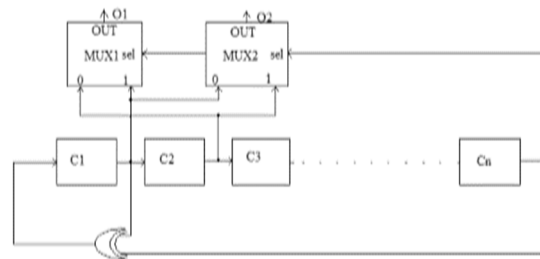 O1 O2
OUT OUT
MUX1 sel MUX2 sel
0 1 0 1
C1 C2 C3 Cn